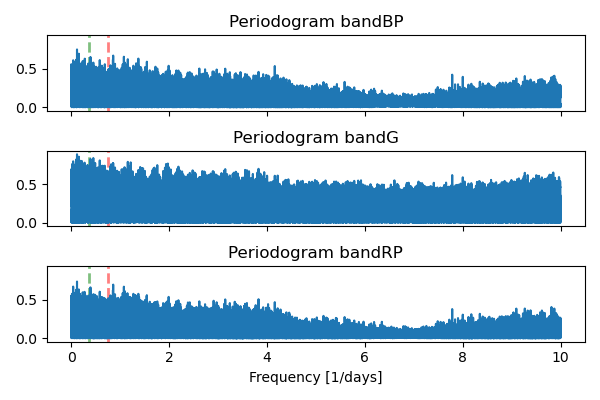 Periodogram bandBP
0.5
0.0
Periodogram bandG
0.5
0.0
Periodogram bandRP
0.5
0.0
0 2 4 6 8 10
Frequency [1/days]